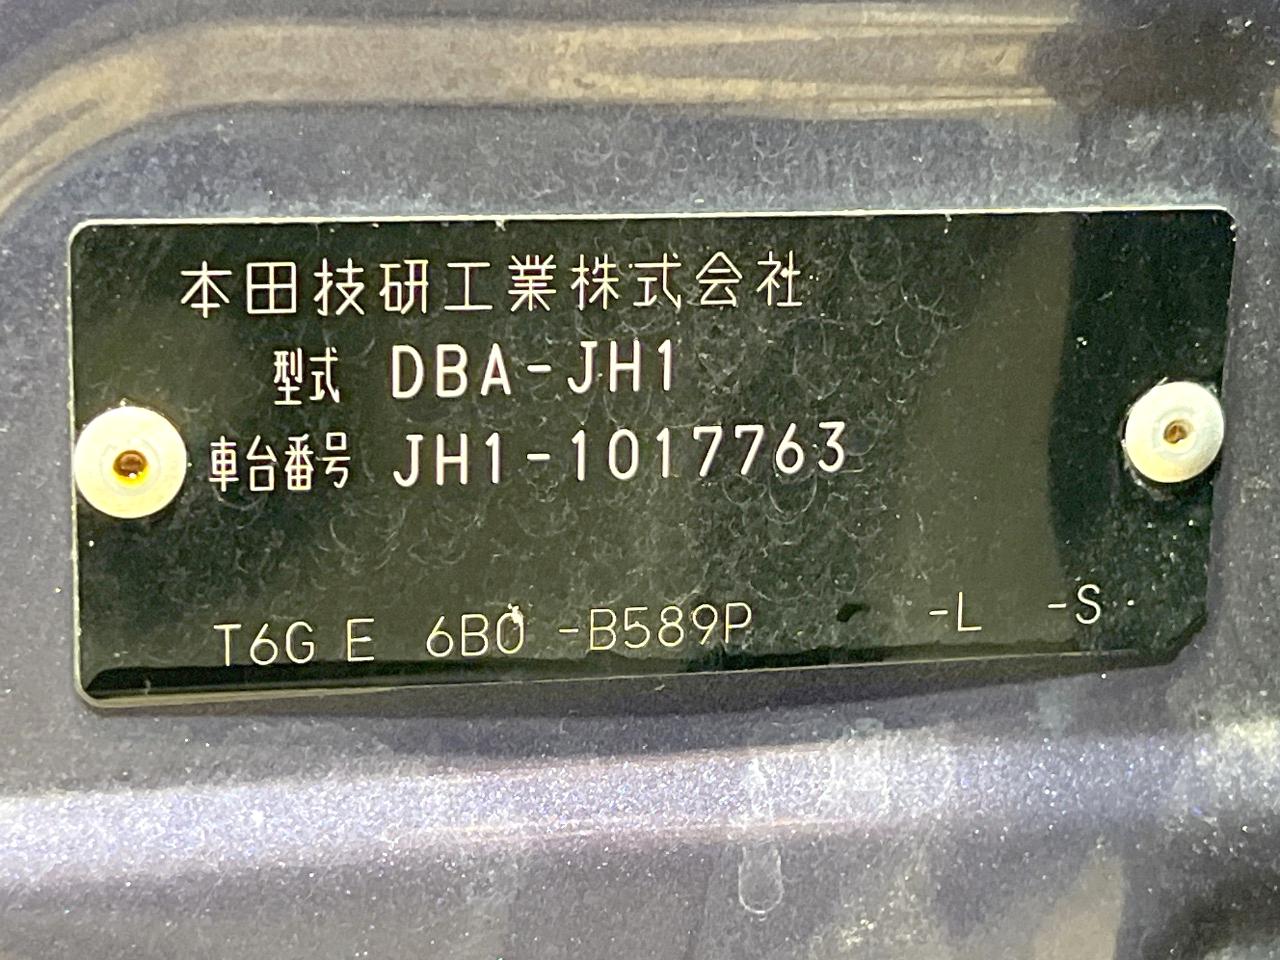 本田技研工業株式会社
型式 DBA-JH1
車台番号 JH1-1017763
T6G E 6B0 -B589P -L -S